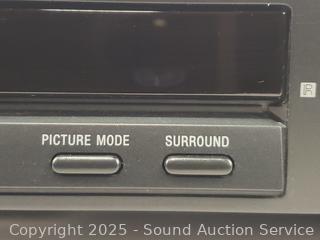 PICTURE MODE SURROUND
Copyright 2025 - Sound Auction Service